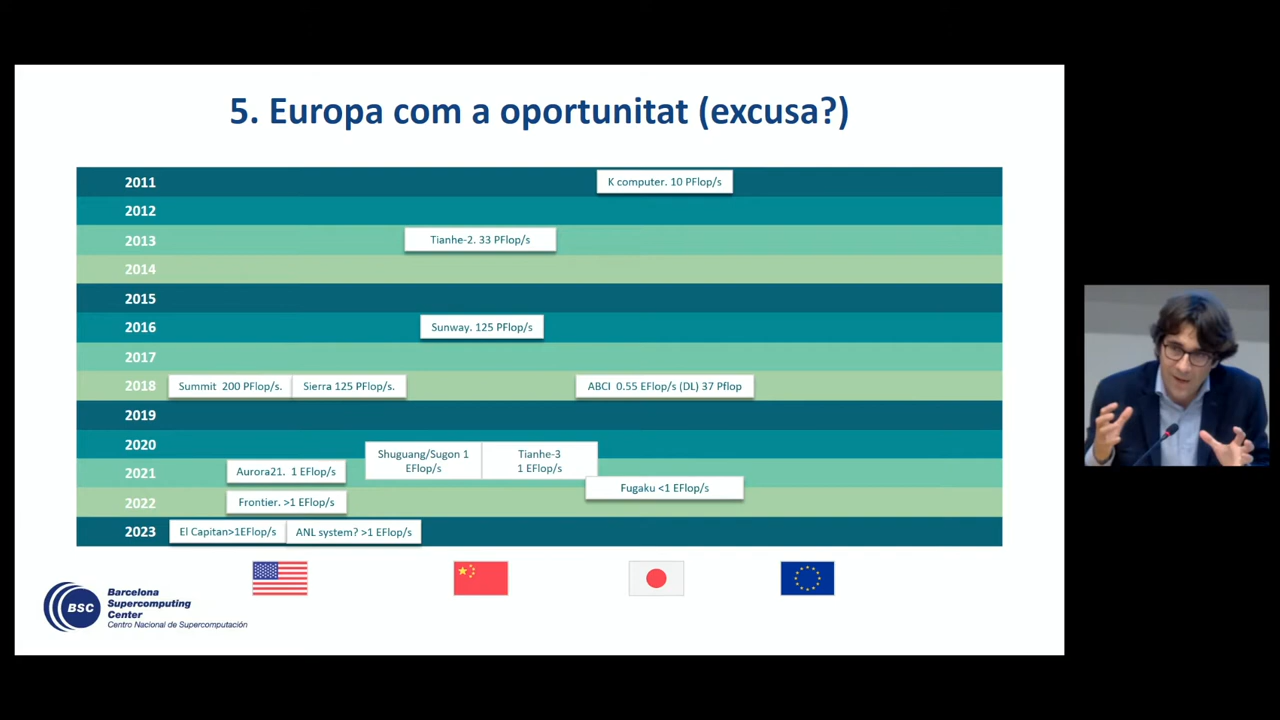 5. Europa com a oportunitat (excusa?)
2011
K computer. 10 PFlop/s
2012
2013
Tianhe-2. 33 PFlop/s
2014
2015
2016
Sunway. 125 PFlop/s
2017
2018
Summit 200 PFlop/s.
Sierra 125 PFlop/s.
ABCI 0.55 EFlop/s (DL) 37 Pflop
2019
2020
Shuguang/Sugon 1
EFlop/s
Tianhe-3
1 EFlop/s
2021
Aurora21. 1 EFlop/s
Fugaku <1 EFlop/s
2022
Frontier. >1 EFlop/s
2023
El Capitan>1EFlop/s
ANL system? >1 EFlop/s
BSC
Barcelona
Supercomputing
Center
Centro Nacional de Supercomputación